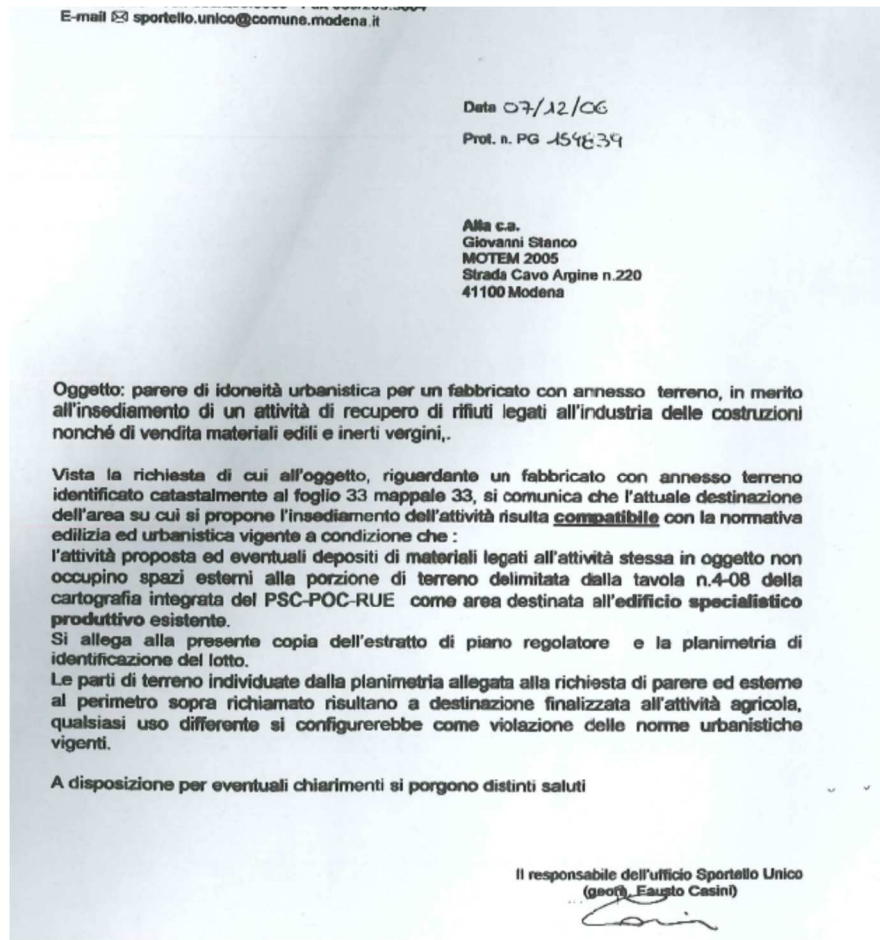 E-mail ✉ sportello.unico@comune.modena.it
Data 07/12/06
Prot. n. PG 154839
Alla c.a.
Giovanni Stanco
MOTEM 2005
Strada Cavo Argine n.220
41100 Modena
Oggetto: parere di idoneità urbanistica per un fabbricato con annesso terreno, in merito
all'insediamento di un attività di recupero di rifiuti legati all'industria delle costruzioni
nonché di vendita materiali edili e inerti vergini,.
Vista la richiesta di cui all'oggetto, riguardante un fabbricato con annesso terreno
identificato catastalmente al foglio 33 mappale 33, si comunica che l'attuale destinazione
dell'area su cui si propone l'insediamento dell'attività risulta compatibile con la normativa
edilizia ed urbanistica vigente a condizione che :
l'attività proposta ed eventuali depositi di materiali legati all'attività stessa in oggetto non
occupino spazi esterni alla porzione di terreno delimitata dalla tavola n.4-08 della
cartografia integrata del PSC-POC-RUE come area destinata all'edificio specialistico
produttivo esistente.
Si allega alla presente copia dell'estratto di piano regolatore e la planimetria di
identificazione del lotto.
Le parti di terreno individuate dalla planimetria allegata alla richiesta di parere ed esterne
al perimetro sopra richiamato risultano a destinazione finalizzata all'attività agricola,
qualsiasi uso differente si configurerebbe come violazione delle norme urbanistiche
vigenti.
A disposizione per eventuali chiarimenti si porgono distinti saluti
Il responsabile dell'ufficio Sportello Unico
(geom. Fausto Casini)